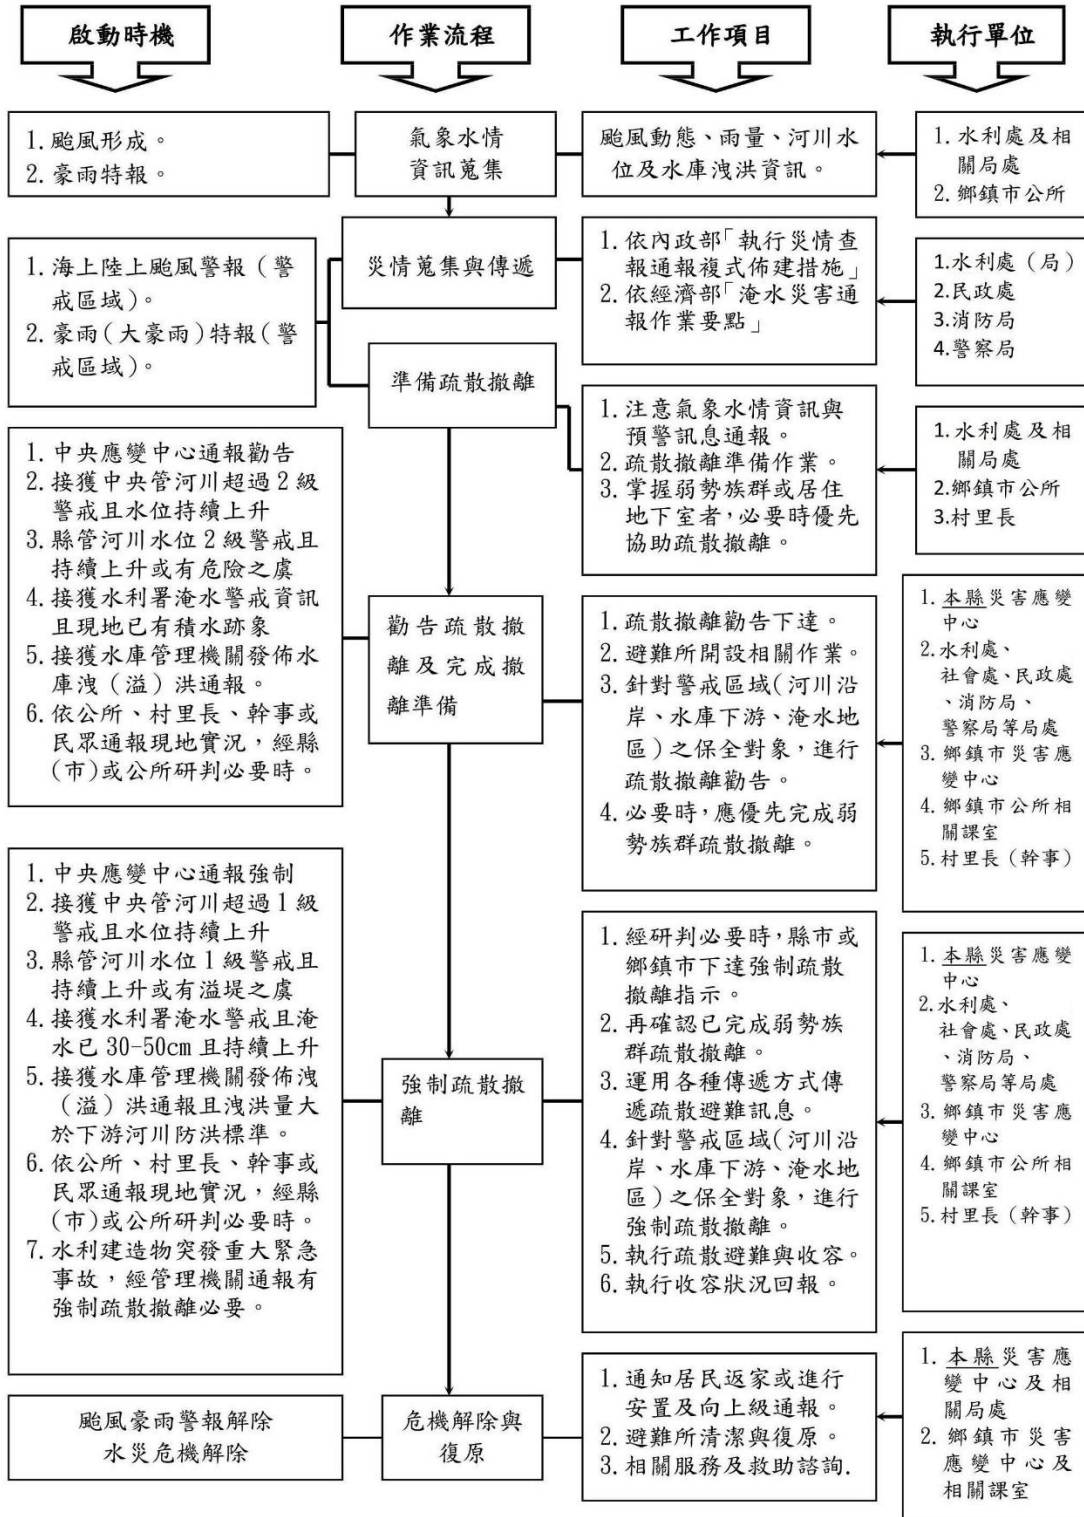 啟動時機
作業流程
工作項目
執行單位
1. 颱風形成。
2. 豪雨特報。
氣象水情
資訊蒐集
颱風動態、雨量、河川水
位及水庫洩洪資訊。
1. 水利處及相
關局處
2. 鄉鎮市公所
1. 海上陸上颱風警報（警
戒區域）。
2. 豪雨(大豪雨)特報(警
戒區域)。
災情蒐集與傳遞
1. 依內政部「執行災情查
報通報複式佈建措施」
2. 依經濟部「淹水災害通
報作業要點」
1.水利處（局）
2.民政處
3.消防局
4.警察局
準備疏散撤離
1. 注意氣象水情資訊與
預警訊息通報。
2. 疏散撤離準備作業。
3. 掌握弱勢族群或居住
地下室者，必要時優先
協助疏散撤離。
1.水利處及相
關局處
2.鄉鎮市公所
3.村里長
1. 中央應變中心通報勸告
2. 接獲中央管河川超過 2 級
警戒且水位持續上升
3. 縣管河川水位 2 級警戒且
持續上升或有危險之虞
4. 接獲水利署淹水警戒資訊
且現地已有積水跡象
5. 接獲水庫管理機關發佈水
庫洩（溢）洪通報。
6. 依公所、村里長、幹事或
民眾通報現地實況，經縣
(市)或公所研判必要時。
勸告疏散撤
離及完成撤
離準備
1. 疏散撤離勸告下達。
2. 避難所開設相關作業。
3. 針對警戒區域(河川沿
岸、水庫下游、淹水地
區)之保全對象，進行
疏散撤離勸告。
4. 必要時，應優先完成弱
勢族群疏散撤離。
1. 本縣災害應變
中心
2.水利處、
社會處、民政處
、消防局、
警察局等局處
3. 鄉鎮市災害應
變中心
4. 鄉鎮市公所相
關課室
5. 村里長（幹事）
1. 中央應變中心通報強制
2. 接獲中央管河川超過 1 級
警戒且水位持續上升
3. 縣管河川水位 1 級警戒且
持續上升或有溢堤之虞
4. 接獲水利署淹水警戒且淹
水已 30-50cm 且持續上升
5. 接獲水庫管理機關發佈洩
（溢）洪通報且洩洪量大
於下游河川防洪標準。
6. 依公所、村里長、幹事或
民眾通報現地實況，經縣
(市)或公所研判必要時。
7. 水利建造物突發重大緊急
事故，經管理機關通報有
強制疏散撤離必要。
強制疏散撤
離
1. 經研判必要時，縣市或
鄉鎮市下達強制疏散
撤離指示。
2. 再確認已完成弱勢族
群疏散撤離。
3. 運用各種傳遞方式傳
遞疏散避難訊息。
4. 針對警戒區域(河川沿
岸、水庫下游、淹水地
區)之保全對象，進行
強制疏散撤離。
5. 執行疏散避難與收容。
6. 執行收容狀況回報。
1. 本縣災害應變
中心
2.水利處、
社會處、民政處
、消防局、
警察局等局處
3. 鄉鎮市災害應
變中心
4. 鄉鎮市公所相
關課室
5. 村里長（幹事）
颱風豪雨警報解除
水災危機解除
危機解除與
復原
1. 通知居民返家或進行
安置及向上級通報。
2. 避難所清潔與復原。
3. 相關服務及救助諮詢.
1. 本縣災害應
變中心及相
關局處
2. 鄉鎮市災害
應變中心及
相關課室